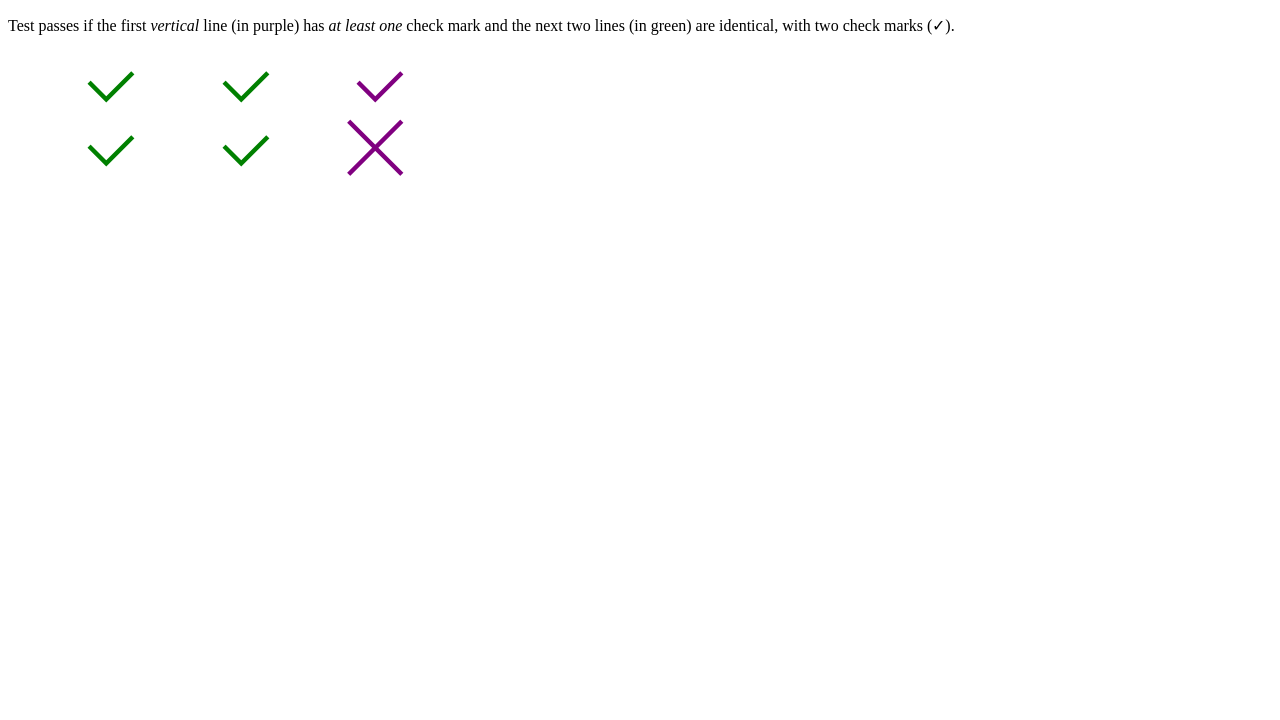 Test passes if the first vertical line (in purple) has at least one check mark and the next two lines (in green) are identical, with two check marks (✓).
✓╳
✓✓
✓✓